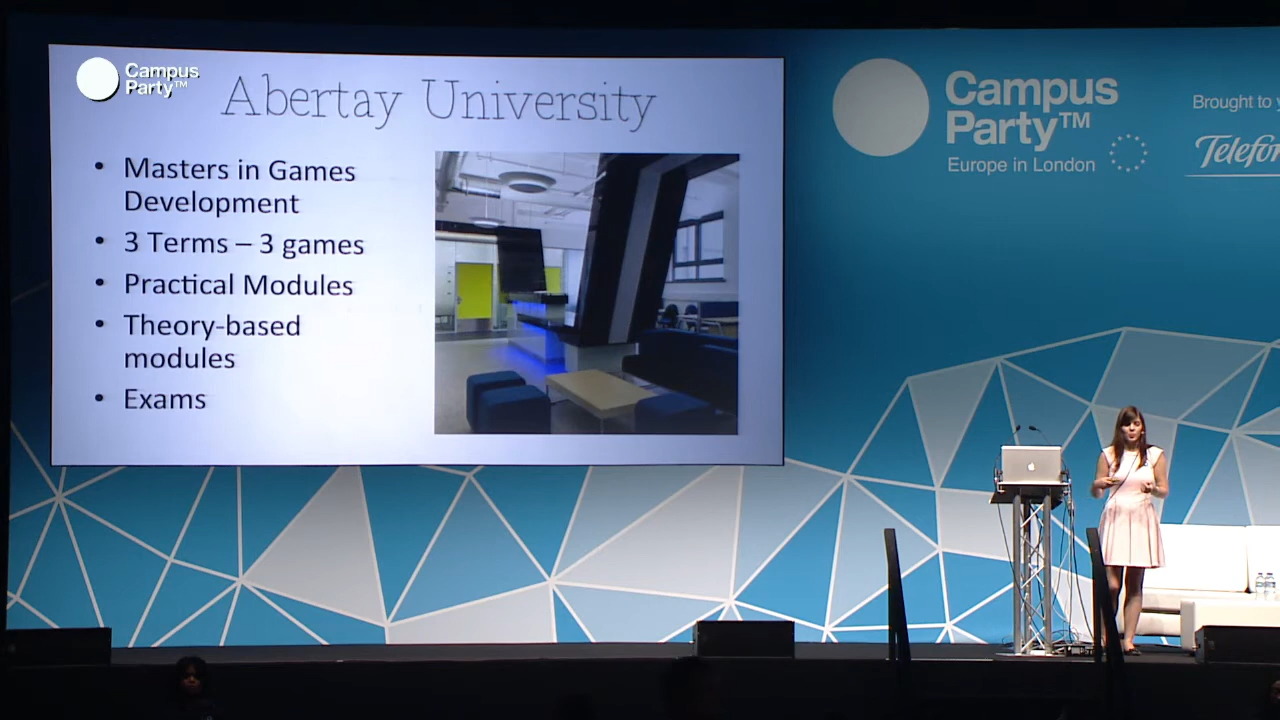 Campus
Party™
Abertay University
• Masters in Games
Development
• 3 Terms – 3 games
• Practical Modules
• Theory-based
modules
• Exams
Campus
Party™
Europe in London
Brought to